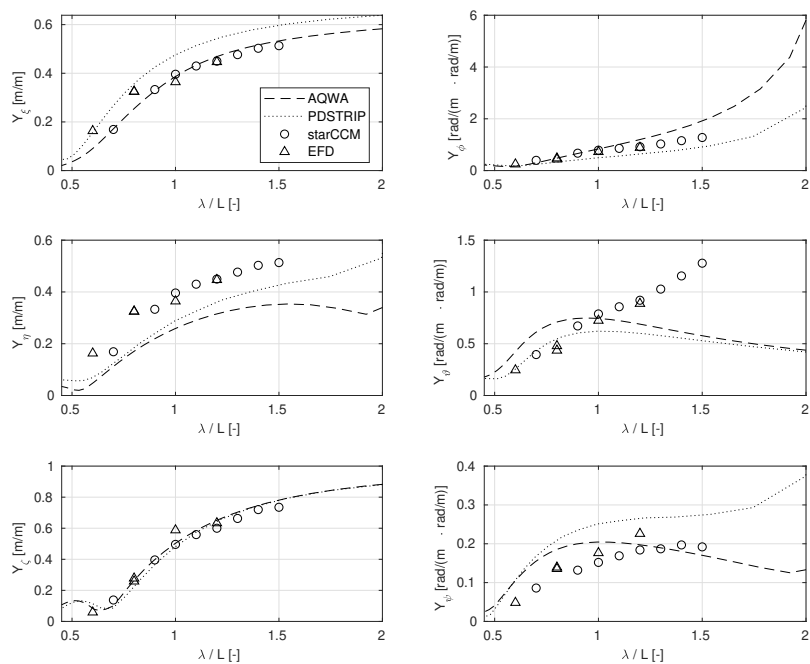 0.6
0.4
0.2
0
Y_ξ [m/m]
0.5 1 1.5 2
λ / L [-]
AQWA
PDSTRIP
starCCM
EFD
6
4
2
0
Y_ϕ [rad/(m · rad/m)]
0.5 1 1.5 2
λ / L [-]
0.6
0.4
0.2
0
Y_η [m/m]
0.5 1 1.5 2
λ / L [-]
1.5
1
0.5
0
Y_ϑ [rad/(m · rad/m)]
0.5 1 1.5 2
λ / L [-]
1
0.8
0.6
0.4
0.2
0
Y_ζ [m/m]
0.5 1 1.5 2
λ / L [-]
0.4
0.3
0.2
0.1
0
Y_ψ [rad/(m · rad/m)]
0.5 1 1.5 2
λ / L [-]